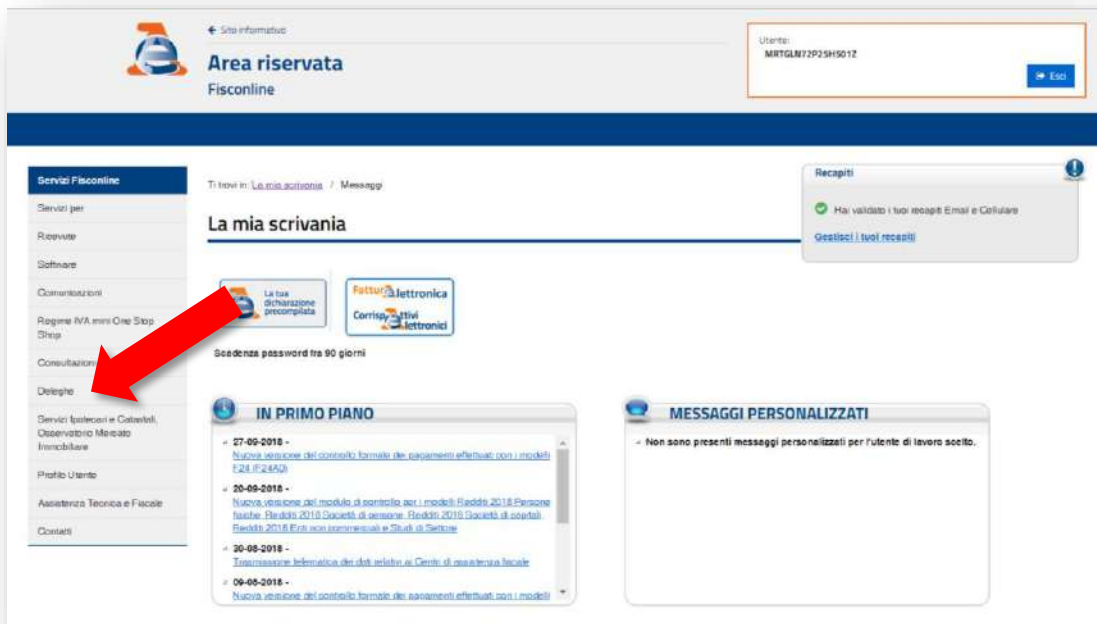 ← Sito informativo
Area riservata
Fisconline
Utente:
MRTGLN72P25H501Z
Esci
Servizi Fisconline
Servizi per
Ricevute
Software
Comunicazioni
Regime IVA mini One Stop
Shop
Consultazioni
Deleghe
Servizi Ipotecari e Catastali,
Osservatorio Mercato
Immobiliare
Profilo Utente
Assistenza Tecnica e Fiscale
Contatti
Ti trovi in: La mia scrivania / Messaggi
La mia scrivania
Recapiti
Hai validato i tuoi recapiti Email e Cellulare
Gestisci i tuoi recapiti
La tua
dichiarazione
precompilata
Fattur@lettronica
Corrispettivi
elettronici
Scadenza password fra 90 giorni
IN PRIMO PIANO
27-09-2018 -
Nuova versione del controllo formale dei pagamenti effettuati con i modelli
F24 (F24A0)
20-09-2018 -
Nuova versione del modulo di controllo per i modelli Redditi 2018 Persone
fisiche, Redditi 2018 Società di persone, Redditi 2018 Società di capitali,
Redditi 2018 Enti non commerciali e Studi di Settore
30-08-2018 -
Trasmissione telematica dei dati relativi ai Centri di assistenza fiscale
09-08-2018 -
Nuova versione del controllo formale dei pagamenti effettuati con i modelli
MESSAGGI PERSONALIZZATI
Non sono presenti messaggi personalizzati per l'utente di lavoro scelto.